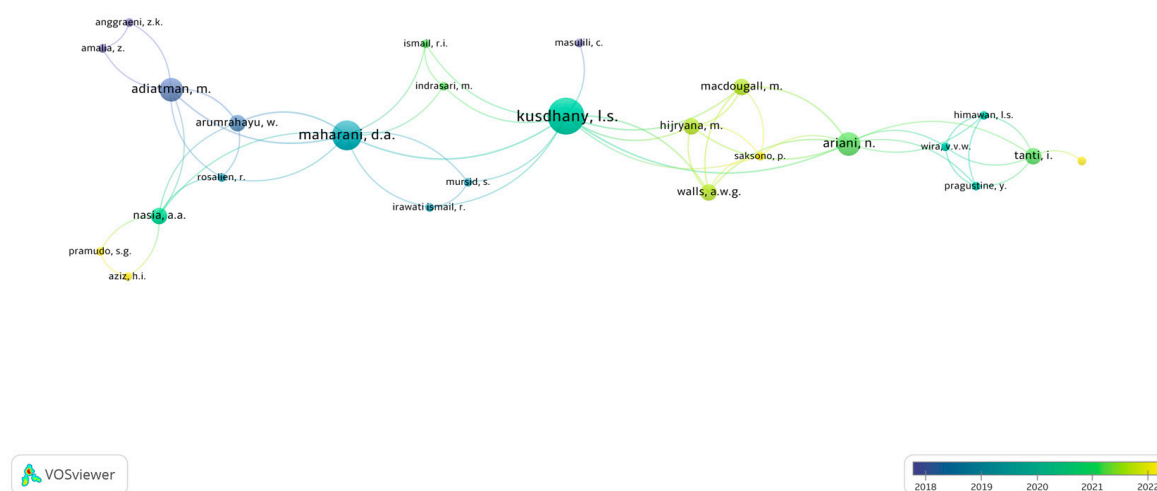 anggraeni, z.k.
amalia, z.
adiatman, m.
arumrahayu, w.
rosalien, r.
nasia, a.a.
pramudo, s.g.
aziz, h.i.
maharani, d.a.
ismail, r.i.
indrasari, m.
mursid, s.
irawati ismail, r.
masulili, c.
kusdhany, l.s.
macdougall, m.
hijryana, m.
saksono, p.
walls, a.w.g.
ariani, n.
himawan, l.s.
wira, v.v.w.
tanti, i.
pragustine, y.
VOSviewer
2018 2019 2020 2021 2022